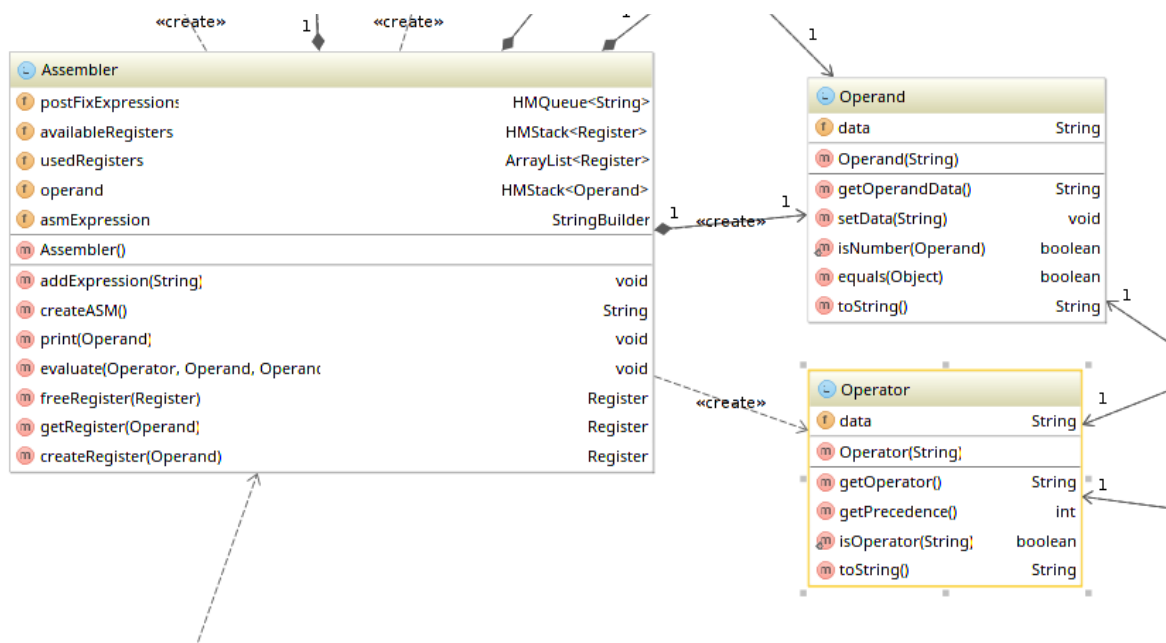 «create»
«create»
1
1
1
Assembler
postFixExpressions HMQueue<String>
availableRegisters HMStack<Register>
usedRegisters ArrayList<Register>
operand HMStack<Operand>
asmExpression StringBuilder
Assembler()
addExpression(String) void
createASM() String
print(Operand) void
evaluate(Operator, Operand, Operand void
freeRegister(Register) Register
getRegister(Operand) Register
createRegister(Operand) Register
1 «create» 1
«create»
Operand
data String
Operand(String)
getOperandData() String
setData(String) void
isNumber(Operand) boolean
equals(Object) boolean
toString() String
1
Operator
data String
Operator(String)
getOperator() String
getPrecedence() int
isOperator(String) boolean
toString() String
1
1